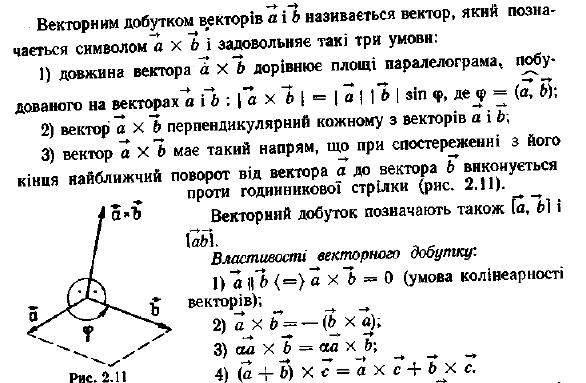 Векторним добутком векторів a⃗ і b⃗ називається вектор, який позна-
чається символом a⃗ × b⃗ і задовольняє такі три умови:
1) довжина вектора a⃗ × b⃗ дорівнює площі паралелограма, побу-
дованого на векторах a⃗ і b⃗ : | a⃗ × b⃗ | = | a⃗ | | b⃗ | sin φ, де φ = (a⃗, b⃗);
2) вектор a⃗ × b⃗ перпендикулярний кожному з векторів a⃗ і b⃗;
3) вектор a⃗ × b⃗ має такий напрям, що при спостереженні з його
кінця найближчий поворот від вектора a⃗ до вектора b⃗ виконується
проти годинникової стрілки (рис. 2.11).
Векторний добуток позначають також [a⃗, b⃗] і
[a⃗b⃗].
Властивості векторного добутку:
1) a⃗ ∥ b⃗ ⟨=⟩ a⃗ × b⃗ = 0 (умова колінеарності
векторів);
2) a⃗ × b⃗ = — (b⃗ × a⃗);
3) αa⃗ × b⃗ = αa⃗ × b⃗;
4) (a⃗ + b⃗) × c⃗ = a⃗ × c⃗ + b⃗ × c⃗.
a⃗×b⃗
a⃗
b⃗
φ
Рис. 2.11